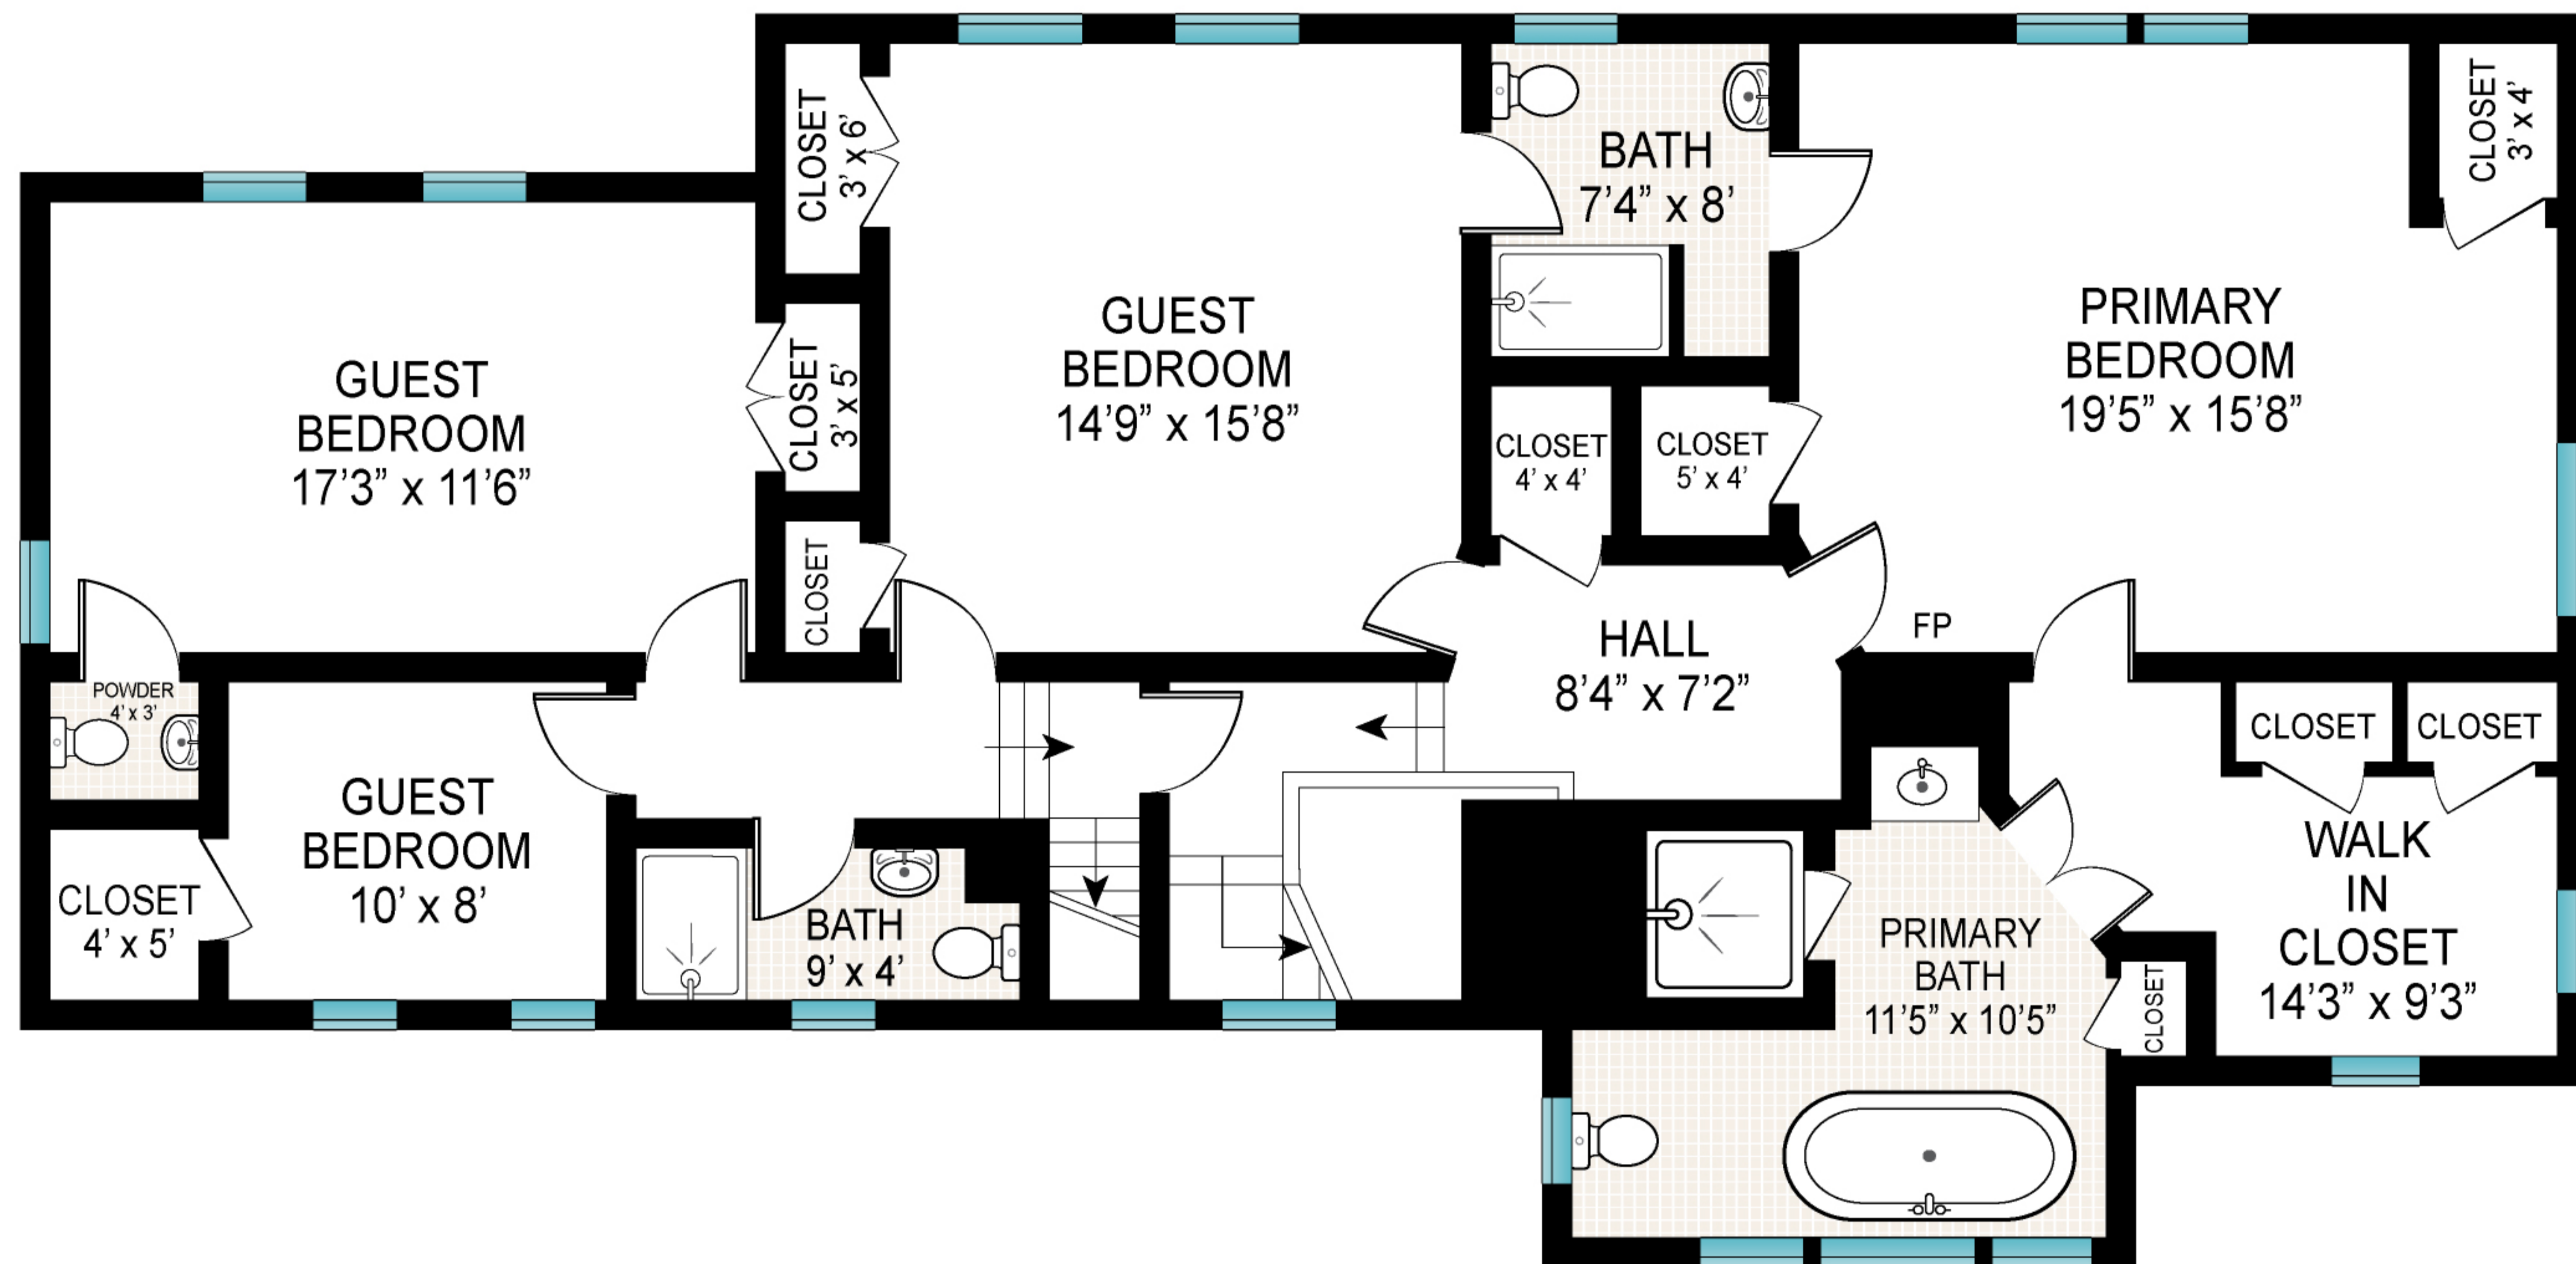 CLOSET
3' x 6'
BATH
7'4” x 8'
CLOSET
3' x 4'
GUEST
BEDROOM
17'3” x 11'6”
CLOSET
3' x 5'
GUEST
BEDROOM
14'9” x 15'8”
CLOSET
4' x 4'
CLOSET
5' x 4'
PRIMARY
BEDROOM
19'5” x 15'8”
CLOSET
HALL
8'4” x 7'2”
FP
POWDER
4' x 3'
GUEST
BEDROOM
10' x 8'
CLOSET
4' x 5'
BATH
9' x 4'
CLOSET
CLOSET
WALK
IN
CLOSET
14'3” x 9'3”
PRIMARY
BATH
11'5” x 10'5”
CLOSET